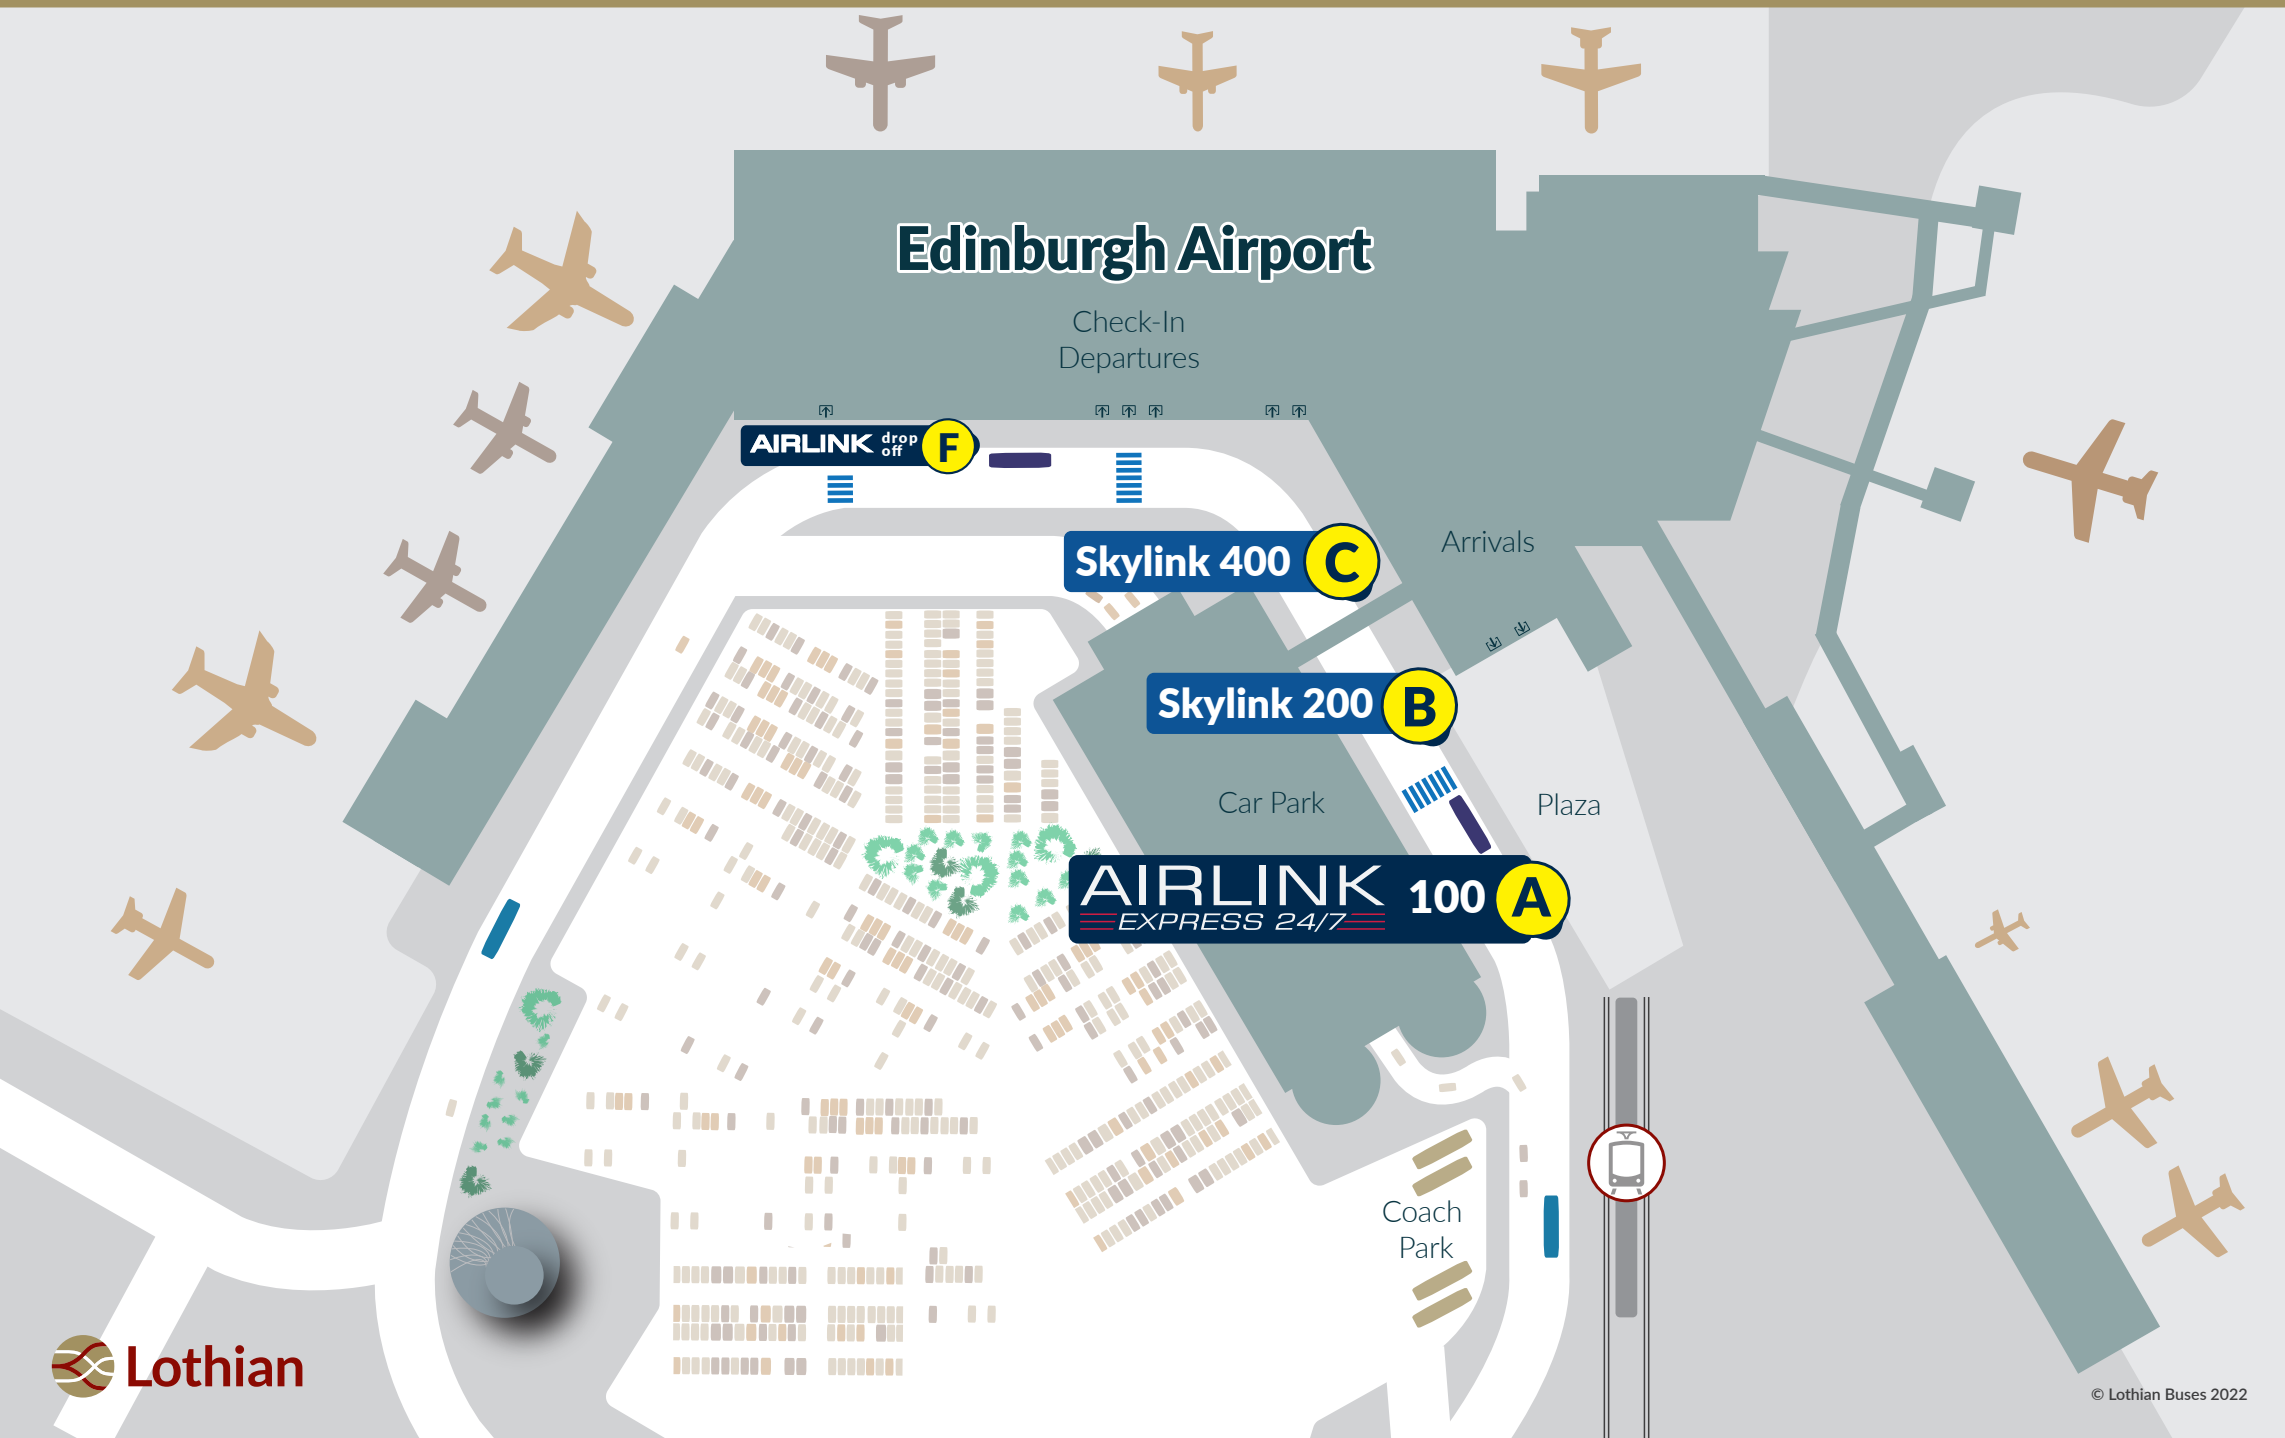 Edinburgh Airport
Check-In
Departures
AIRLINK drop off F
Skylink 400 C
Arrivals
Skylink 200 B
Car Park
Plaza
AIRLINK 100 A
EXPRESS 24/7
Coach
Park
Lothian
© Lothian Buses 2022